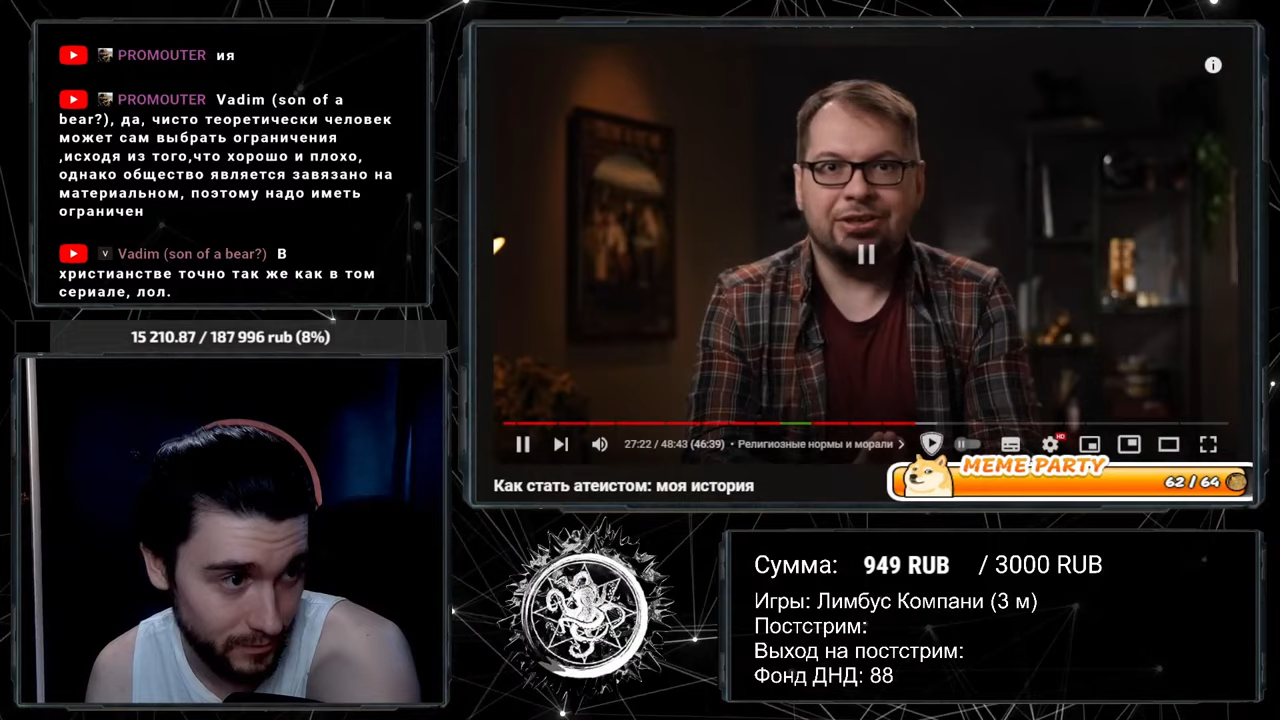 PROMOUTER ия
PROMOUTER Vadim (son of a
bear?), да, чисто теоретически человек
может сам выбрать ограничения
,исходя из того,что хорошо и плохо,
однако общество является завязано на
материальном, поэтому надо иметь
ограничен
V Vadim (son of a bear?) В
христианстве точно так же как в том
сериале, лол.
15 210.87 / 187 996 rub (8%)
27:22 / 48:43 (46:39) • Религиозные нормы и морали
HD
MEME PARTY
62 / 64
Как стать атеистом: моя история
Сумма: 949 RUB / 3000 RUB
Игры: Лимбус Компани (3 м)
Постстрим:
Выход на постстрим:
Фонд ДНД: 88